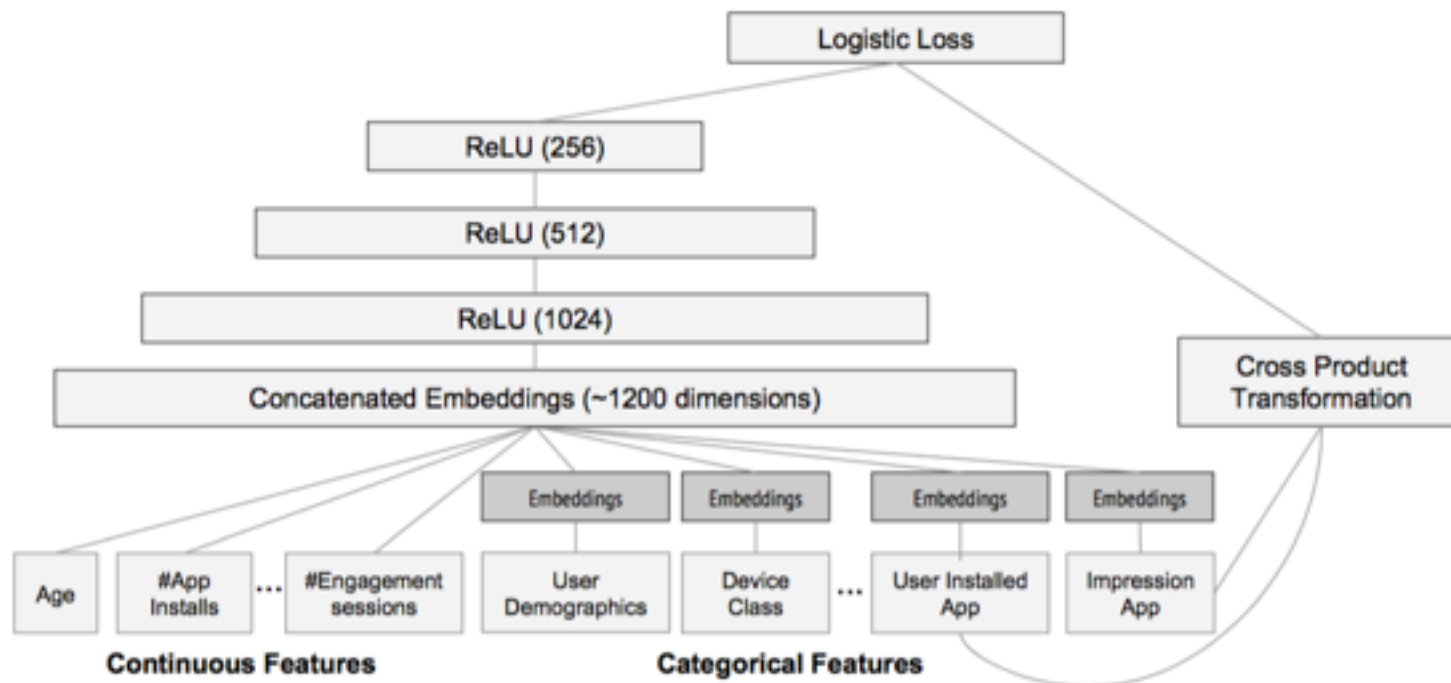 Logistic Loss
ReLU (256)
ReLU (512)
ReLU (1024)
Concatenated Embeddings (~1200 dimensions)
Cross Product
Transformation
Embeddings
Embeddings
Embeddings
Embeddings
Age
#App
Installs
...
#Engagement
sessions
User
Demographics
Device
Class
...
User Installed
App
Impression
App
Continuous Features
Categorical Features